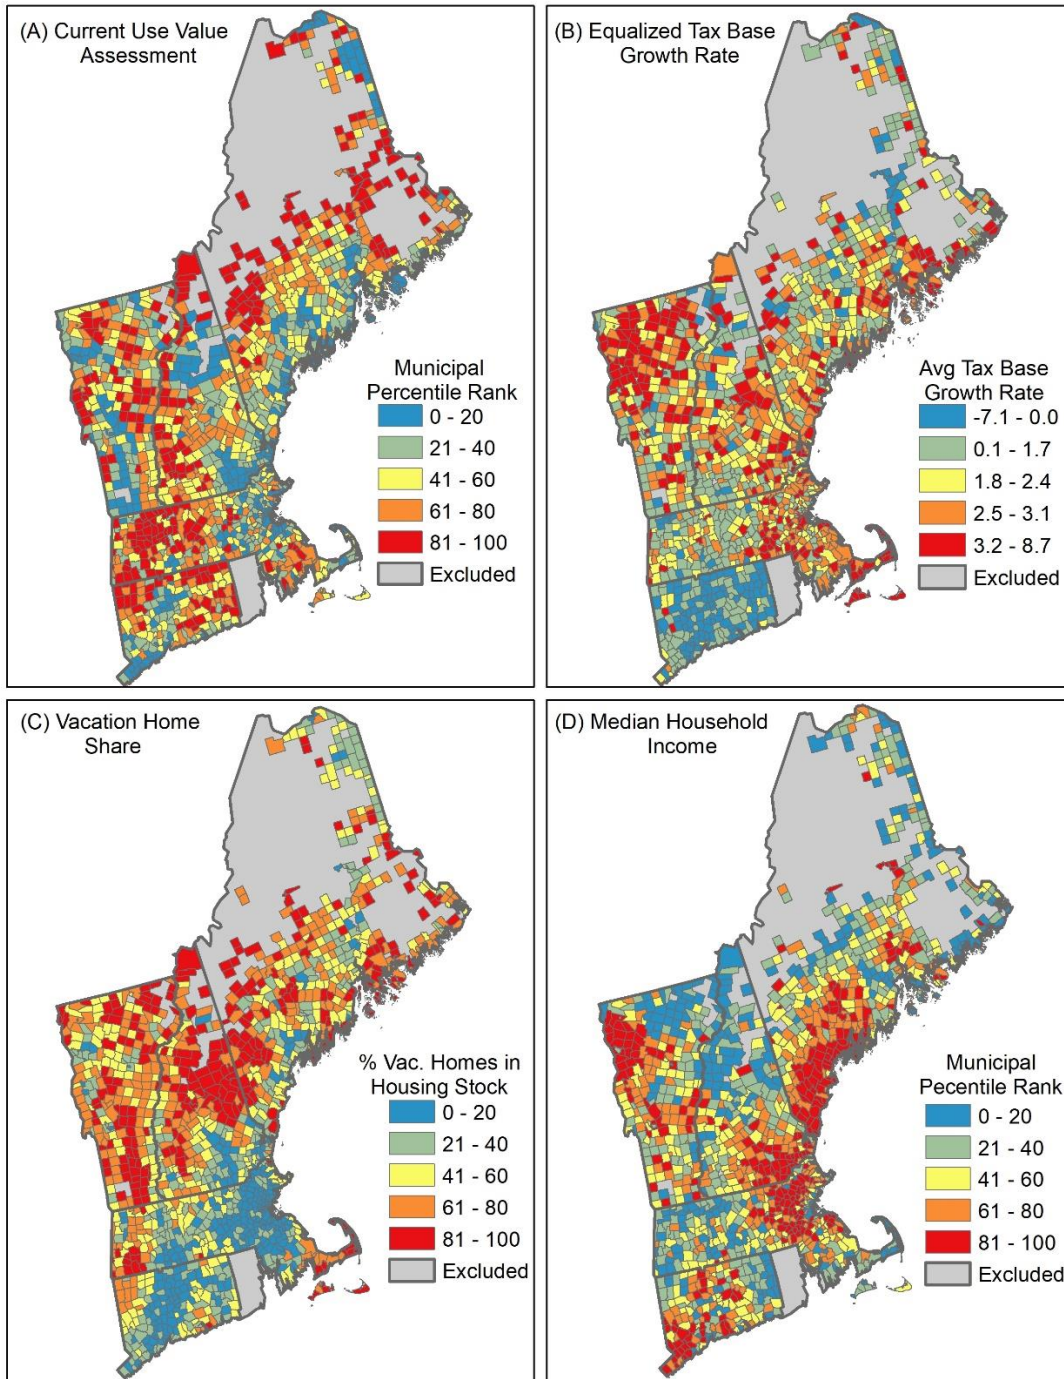 (A) Current Use Value
Assessment
Municipal
Percentile Rank
0 - 20
21 - 40
41 - 60
61 - 80
81 - 100
Excluded
(B) Equalized Tax Base
Growth Rate
Avg Tax Base
Growth Rate
-7.1 - 0.0
0.1 - 1.7
1.8 - 2.4
2.5 - 3.1
3.2 - 8.7
Excluded
(C) Vacation Home
Share
% Vac. Homes in
Housing Stock
0 - 20
21 - 40
41 - 60
61 - 80
81 - 100
Excluded
(D) Median Household
Income
Municipal
Pecentile Rank
0 - 20
21 - 40
41 - 60
61 - 80
81 - 100
Excluded